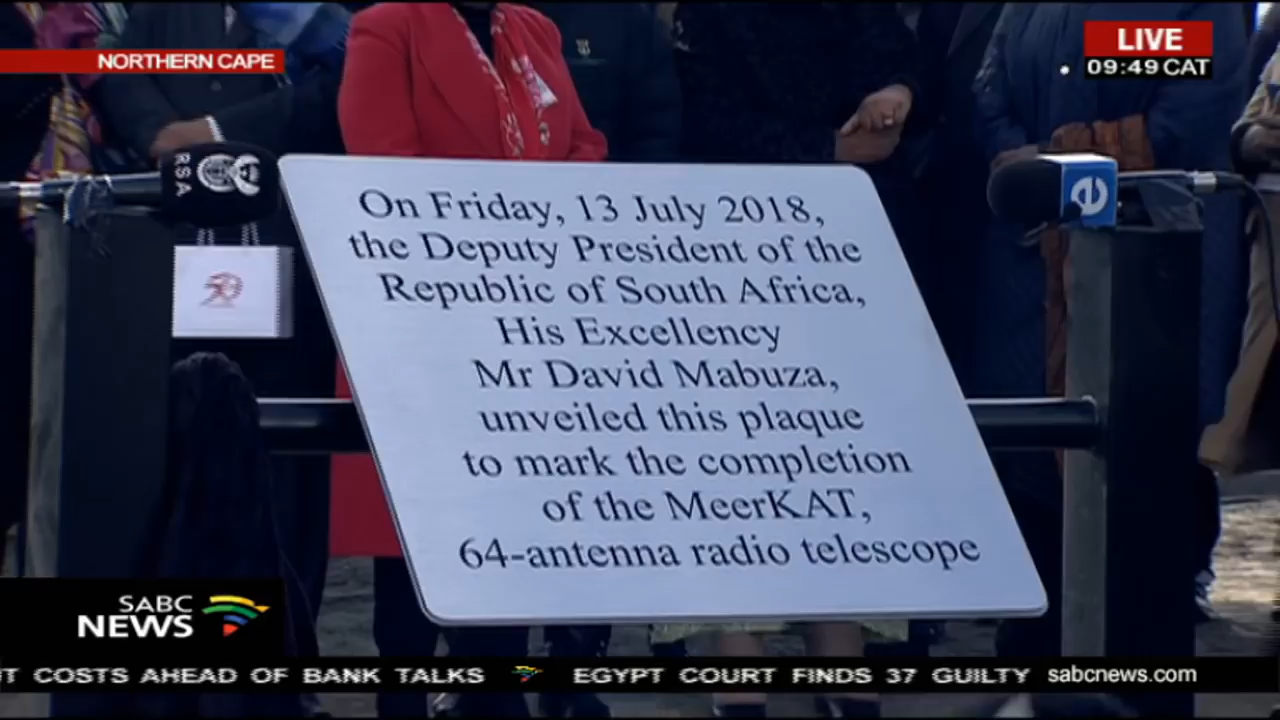 NORTHERN CAPE
LIVE
09:49 CAT
RSA
e
50
On Friday, 13 July 2018,
the Deputy President of the
Republic of South Africa,
His Excellency
Mr David Mabuza,
unveiled this plaque
to mark the completion
of the MeerKAT,
64-antenna radio telescope
SABC
NEWS
COSTS AHEAD OF BANK TALKS EGYPT COURT FINDS 37 GUILTY sabcnews.com